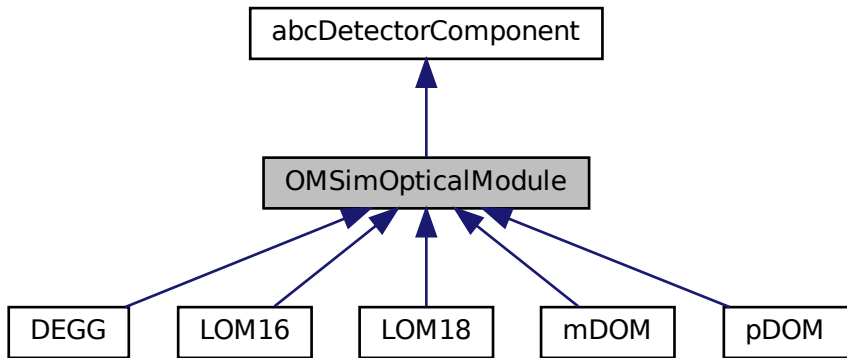 abcDetectorComponent
OMSimOpticalModule
DEGG
LOM16
LOM18
mDOM
pDOM